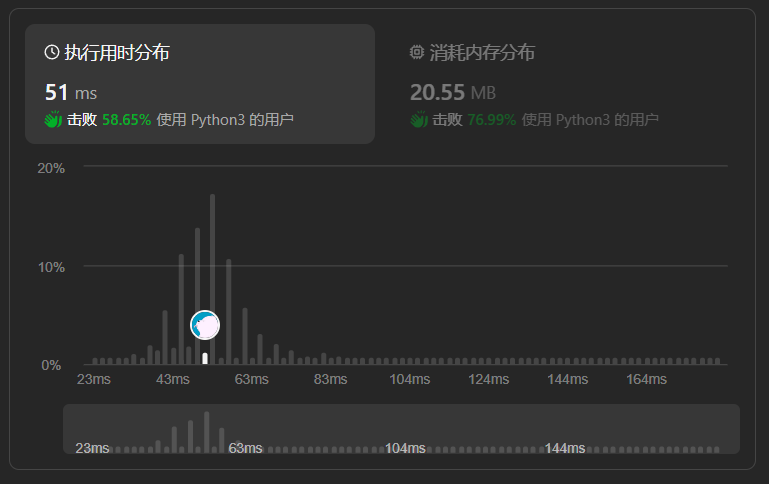 执行用时分布
51 ms
击败 58.65% 使用 Python3 的用户
消耗内存分布
20.55 MB
击败 76.99% 使用 Python3 的用户
20%
10%
0%
23ms 43ms 63ms 83ms 104ms 124ms 144ms 164ms
23ms 63ms 104ms 144ms